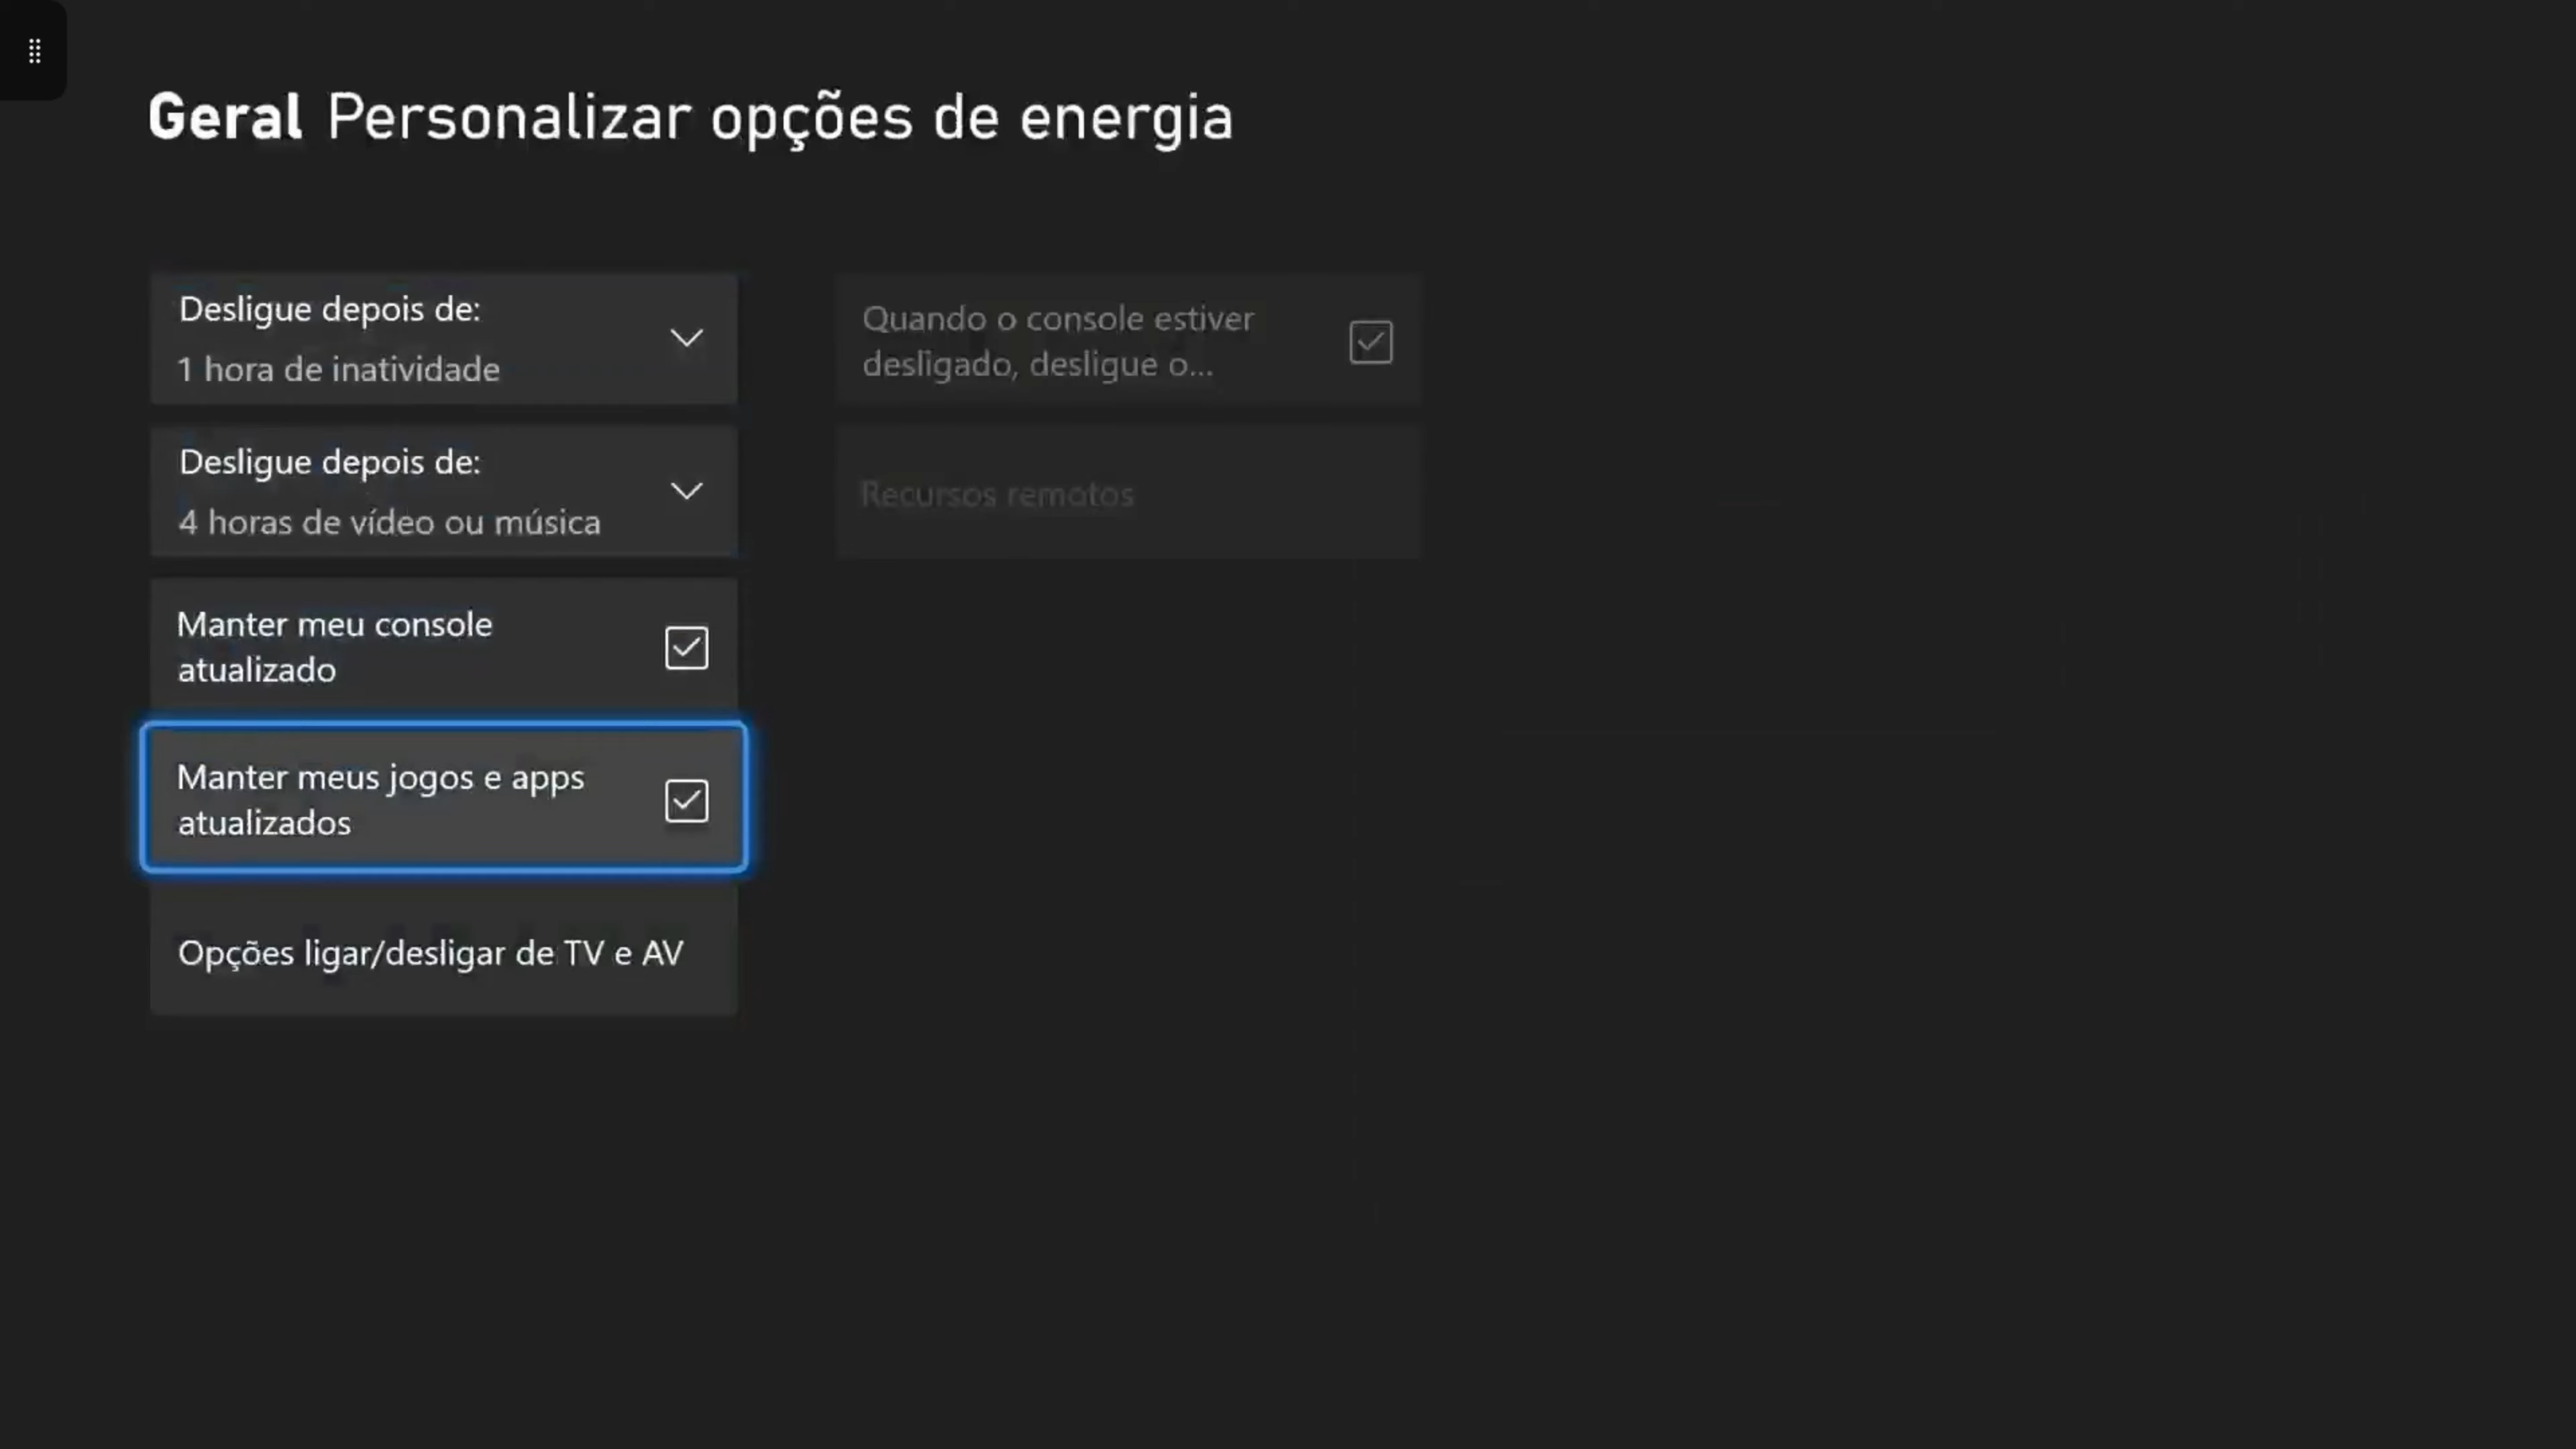 Geral Personalizar opções de energia
Desligue depois de:
1 hora de inatividade
Desligue depois de:
4 horas de vídeo ou música
Manter meu console
atualizado
Manter meus jogos e apps
atualizados
Opções ligar/desligar de TV e AV
Quando o console estiver
desligado, desligue o...
Recursos remotos